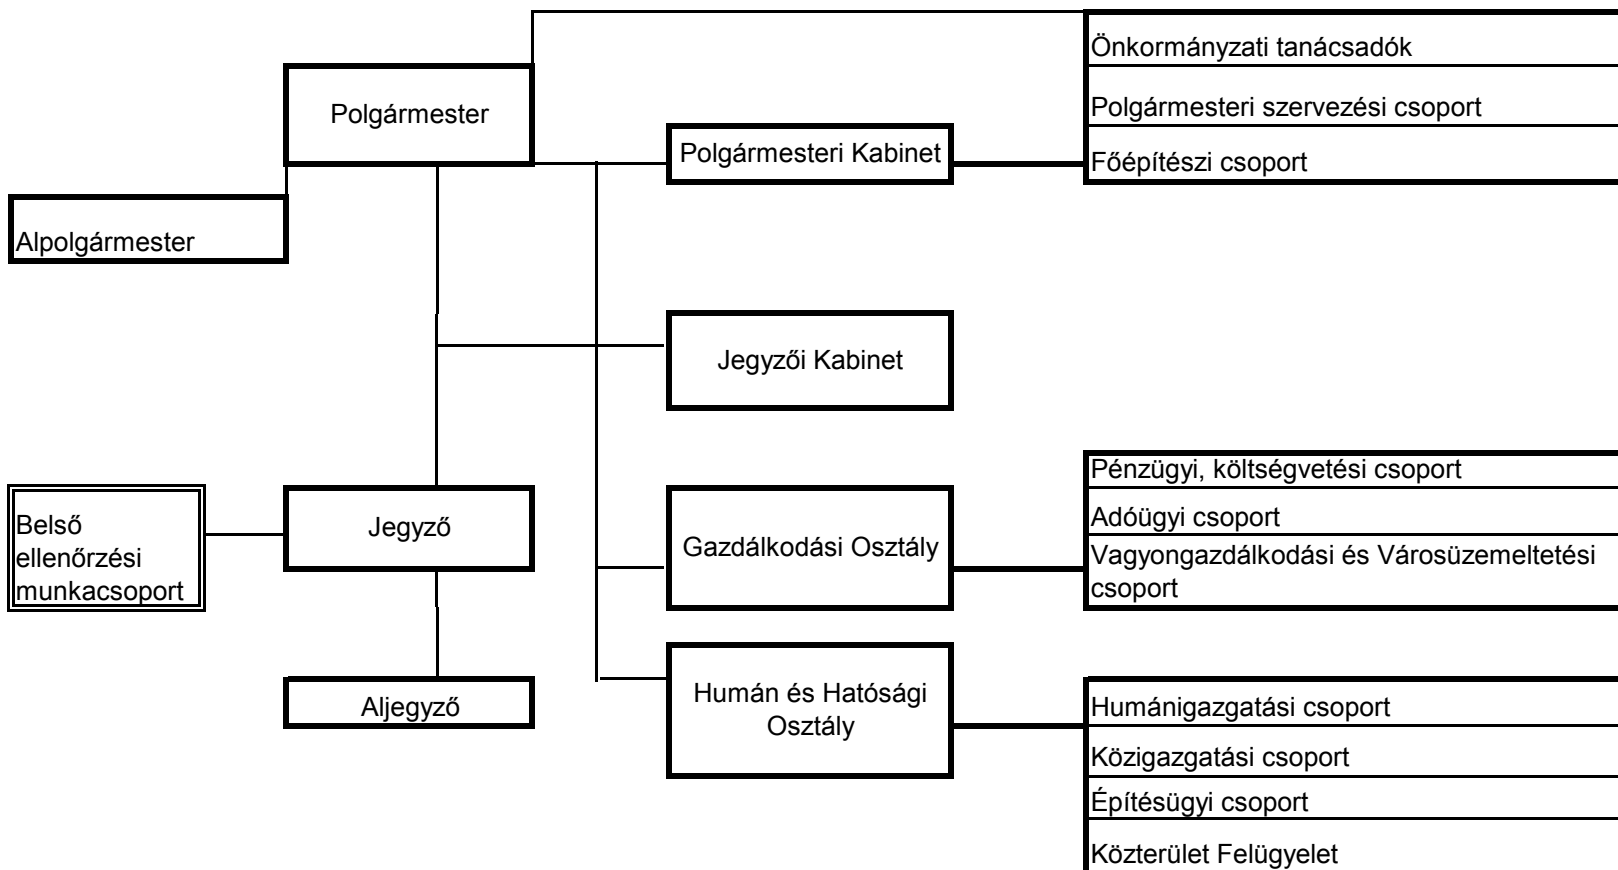 Önkormányzati tanácsadók
Polgármester
Polgármesteri szervezési csoport
Polgármesteri Kabinet
Főépítészi csoport
Alpolgármester
Jegyzői Kabinet
Pénzügyi, költségvetési csoport
Belső
ellenőrzési
munkacsoport
Jegyző
Gazdálkodási Osztály
Adóügyi csoport
Vagyongazdálkodási és Városüzemeltetési
csoport
Aljegyző
Humán és Hatósági
Osztály
Humánigazgatási csoport
Közigazgatási csoport
Építésügyi csoport
Közterület Felügyelet